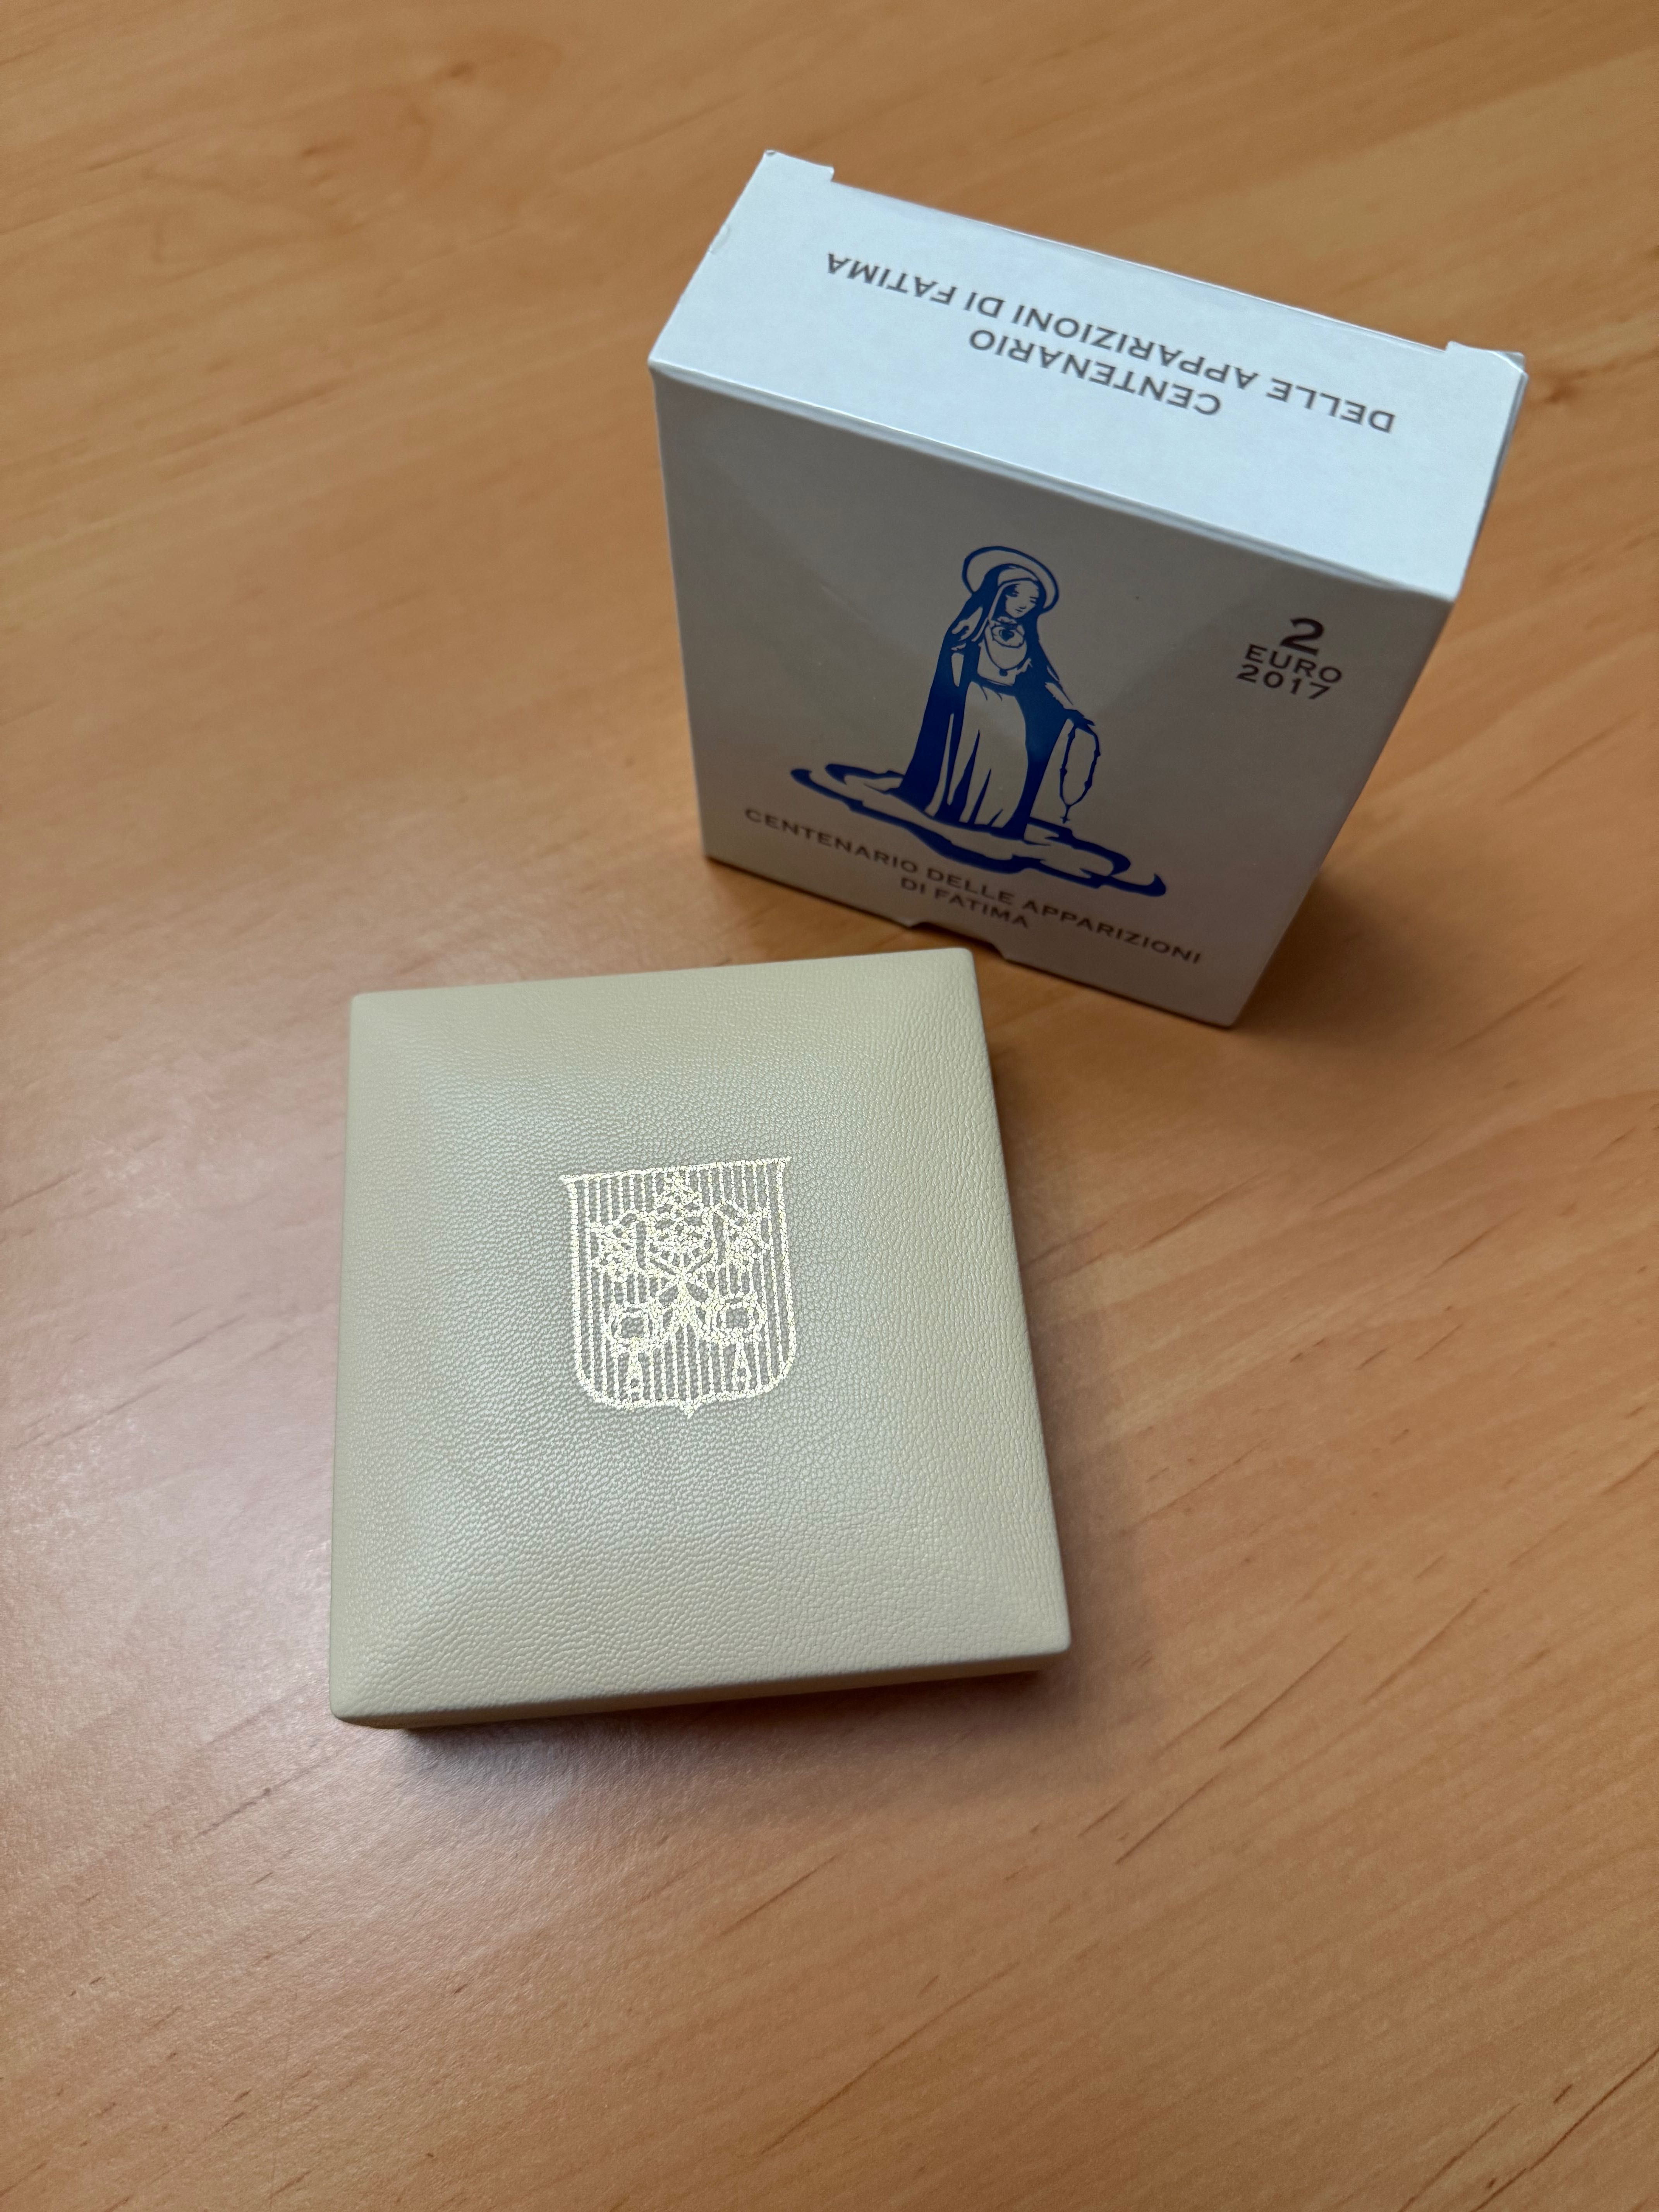 CENTENARIO
DELLE APPARIZIONI DI FATIMA
2
EURO
2017
CENTENARIO DELLE APPARIZIONI
DI FATIMA